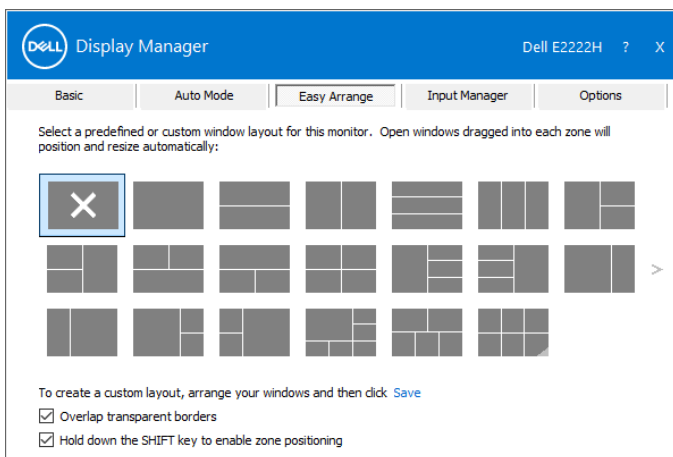 DELL Display Manager
Dell E2222H ? X
Basic Auto Mode Easy Arrange Input Manager Options
Select a predefined or custom window layout for this monitor. Open windows dragged into each zone will
position and resize automatically:
>
To create a custom layout, arrange your windows and then click Save
Overlap transparent borders
Hold down the SHIFT key to enable zone positioning